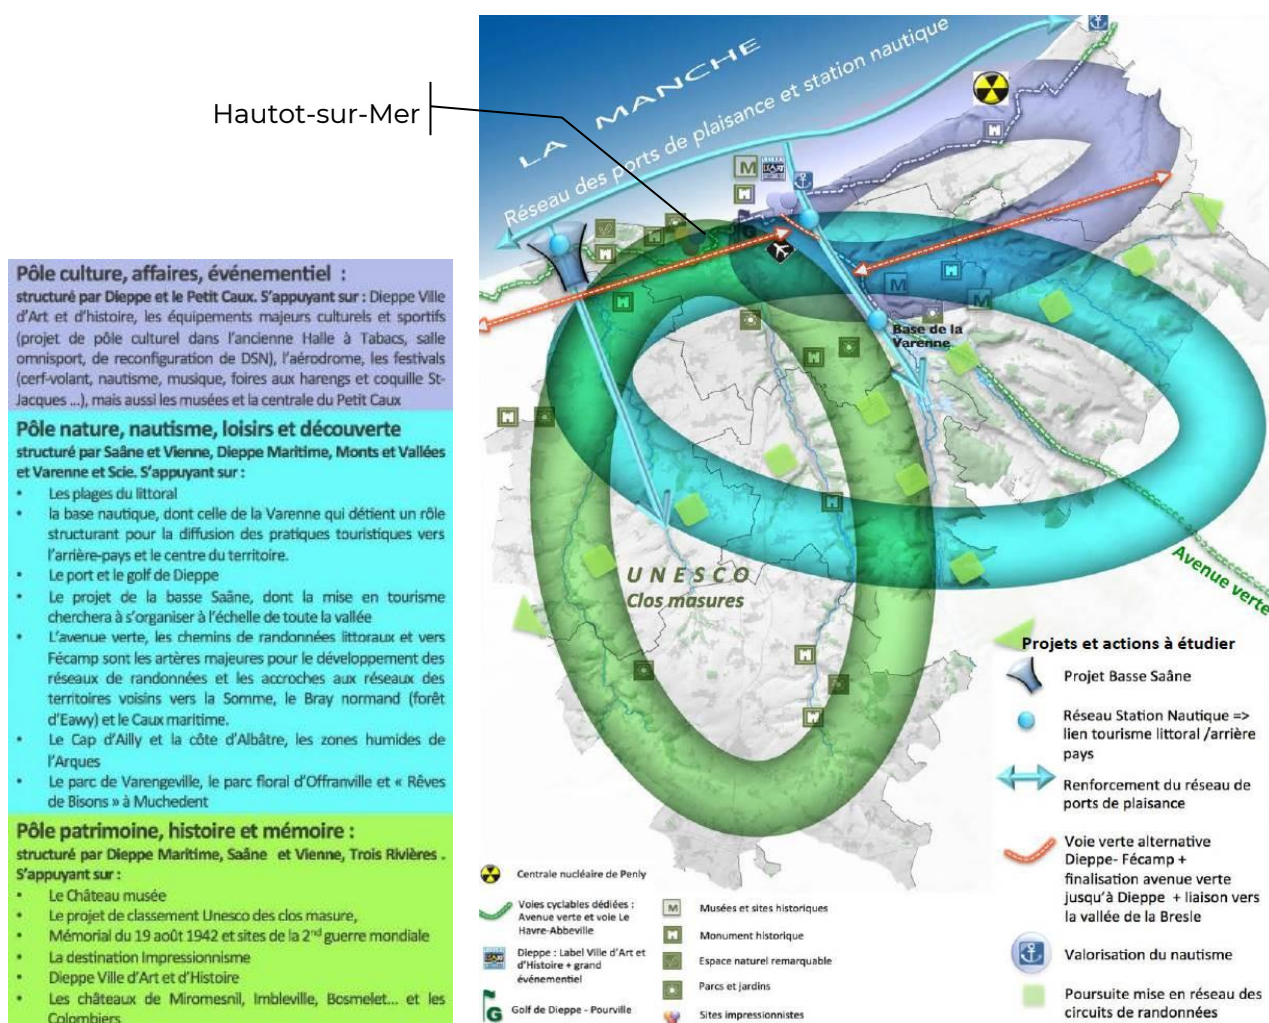 Hautot-sur-Mer
LA MANCHE
Réseau des ports de plaisance et station nautique
Base de la
Varenne
UNESCO
Clos masures
Avenue verte
Pôle culture, affaires, événementiel :
structuré par Dieppe et le Petit Caux. S'appuyant sur : Dieppe Ville
d'Art et d'histoire, les équipements majeurs culturels et sportifs
(projet de pôle culturel dans l'ancienne Halle à Tabacs, salle
omnisport, de reconfiguration de DSN), l'aérodrome, les festivals
(cerf-volant, nautisme, musique, foires aux harengs et coquille St-
Jacques ...), mais aussi les musées et la centrale du Petit Caux
Pôle nature, nautisme, loisirs et découverte
structuré par Saâne et Vienne, Dieppe Maritime, Monts et Vallées
et Varenne et Scie. S'appuyant sur :
• Les plages du littoral
• la base nautique, dont celle de la Varenne qui détient un rôle
structurant pour la diffusion des pratiques touristiques vers
l'arrière-pays et le centre du territoire.
• Le port et le golf de Dieppe
• Le projet de la basse Saâne, dont la mise en tourisme
cherchera à s'organiser à l'échelle de toute la vallée
• L'avenue verte, les chemins de randonnées littoraux et vers
Fécamp sont les artères majeures pour le développement des
réseaux de randonnées et les accroches aux réseaux des
territoires voisins vers la Somme, le Bray normand (forêt
d'Eawy) et le Caux maritime.
• Le Cap d'Ailly et la côte d'Albâtre, les zones humides de
l'Arques
• Le parc de Varengeville, le parc floral d'Offranville et « Rêves
de Bisons » à Muchedent
Pôle patrimoine, histoire et mémoire :
structuré par Dieppe Maritime, Saâne et Vienne, Trois Rivières .
S'appuyant sur :
• Le Château musée
• Le projet de classement Unesco des clos masure,
• Mémorial du 19 août 1942 et sites de la 2nd guerre mondiale
• La destination Impressionnisme
• Dieppe Ville d'Art et d'Histoire
• Les châteaux de Miromesnil, Imbleville, Bosmelet... et les
Colombiers
Centrale nucléaire de Penly
Voies cyclables dédiées :
Avenue verte et voie Le
Havre-Abbeville
Dieppe : Label Ville d'Art et
d'Histoire + grand
événementiel
G Golf de Dieppe - Pourville
M Musées et sites historiques
Monument historique
Espace naturel remarquable
Parcs et jardins
Sites impressionnistes
Projets et actions à étudier
Projet Basse Saâne
Réseau Station Nautique =>
lien tourisme littoral /arrière
pays
Renforcement du réseau de
ports de plaisance
Voie verte alternative
Dieppe- Fécamp +
finalisation avenue verte
jusqu'à Dieppe + liaison vers
la vallée de la Bresle
Valorisation du nautisme
Poursuite mise en réseau des
circuits de randonnées